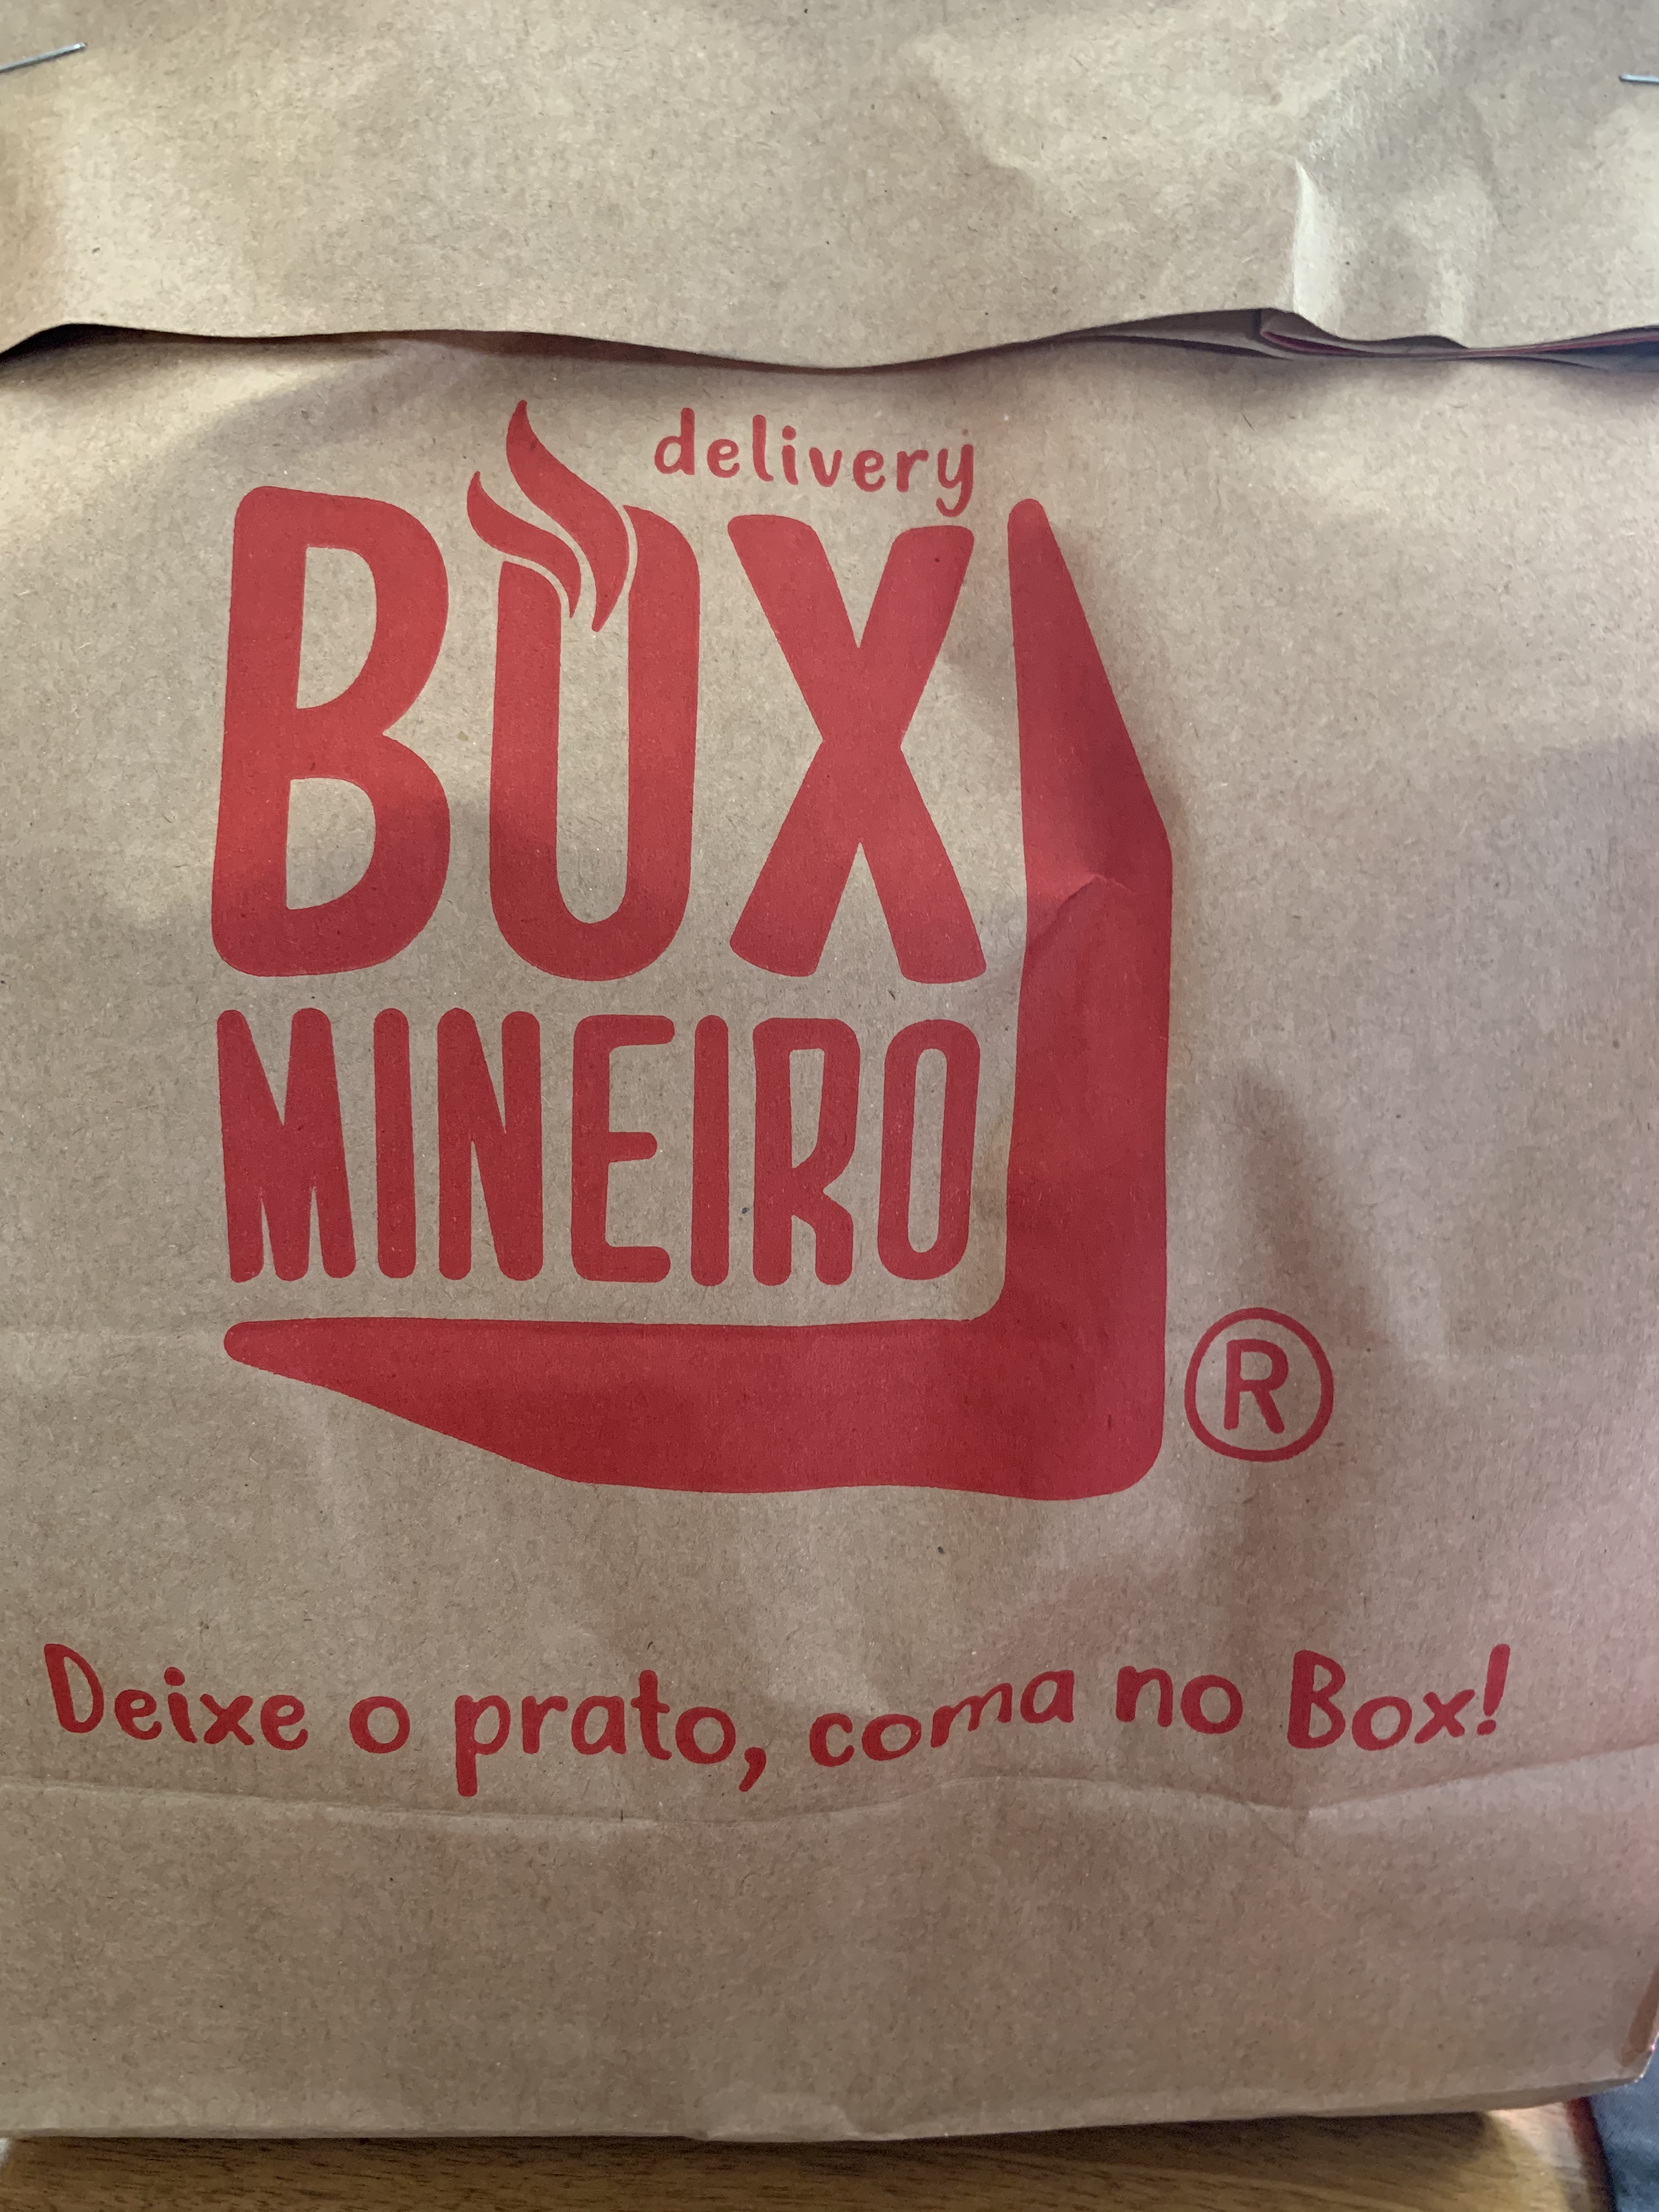 delivery
BOX
MINEIRO
®
Deixe o prato, coma no Box!